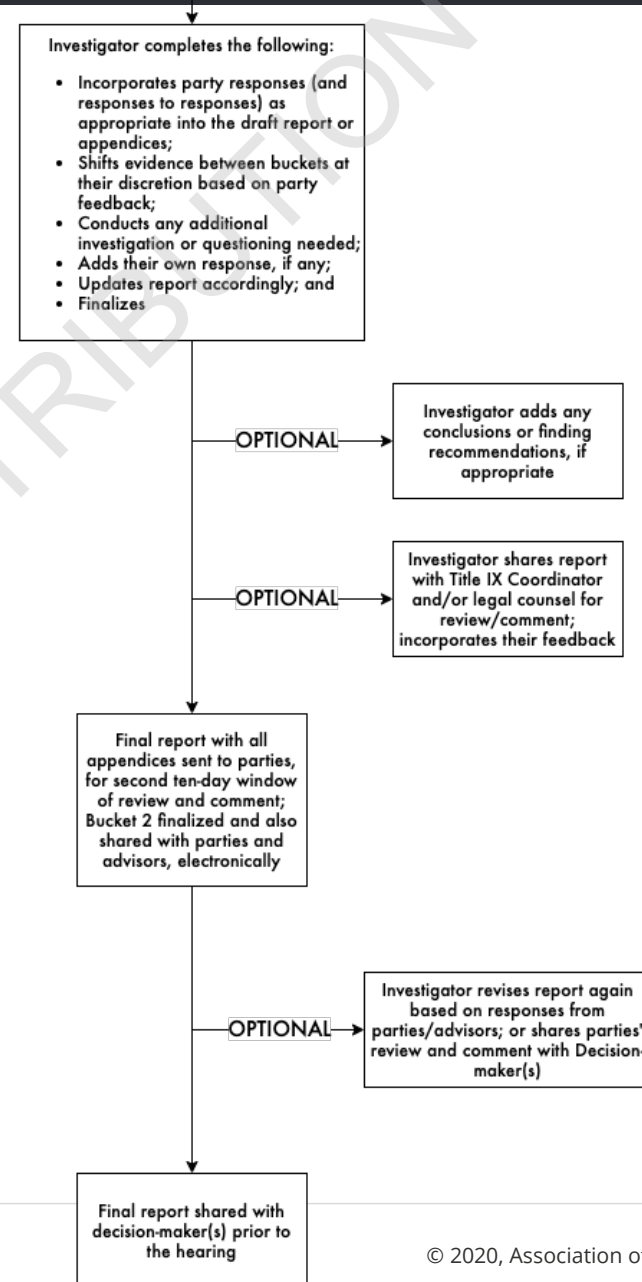 Investigator completes the following:
• Incorporates party responses (and
responses to responses) as
appropriate into the draft report or
appendices;
• Shifts evidence between buckets at
their discretion based on party
feedback;
• Conducts any additional
investigation or questioning needed;
• Adds their own response, if any;
• Updates report accordingly; and
• Finalizes
OPTIONAL
Investigator adds any
conclusions or finding
recommendations, if
appropriate
OPTIONAL
Investigator shares report
with Title IX Coordinator
and/or legal counsel for
review/comment;
incorporates their feedback
Final report with all
appendices sent to parties,
for second ten-day window
of review and comment;
Bucket 2 finalized and also
shared with parties and
advisors, electronically
OPTIONAL
Investigator revises report again
based on responses from
parties/advisors; or shares parties'
review and comment with Decision-
maker(s)
Final report shared with
decision-maker(s) prior to
the hearing
© 2020, Association of
TRIBUTION